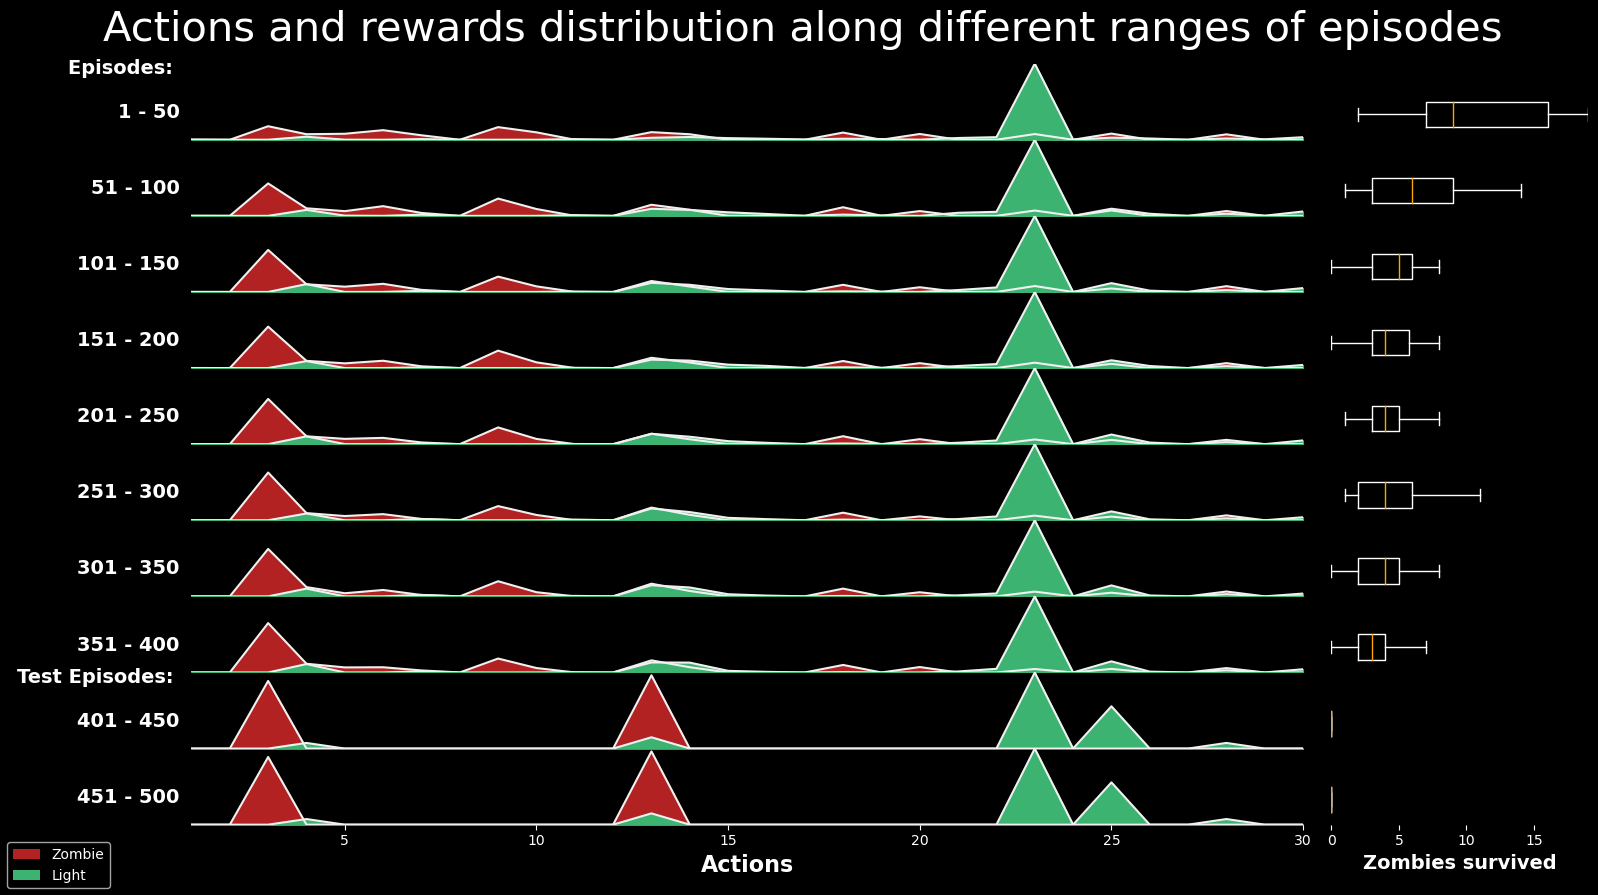 Actions and rewards distribution along different ranges of episodes
Episodes:
1 - 50
51 - 100
101 - 150
151 - 200
201 - 250
251 - 300
301 - 350
351 - 400
Test Episodes:
401 - 450
451 - 500
5 10 15 20 25 30 0 5 10 15
Zombie
Light
Actions
Zombies survived